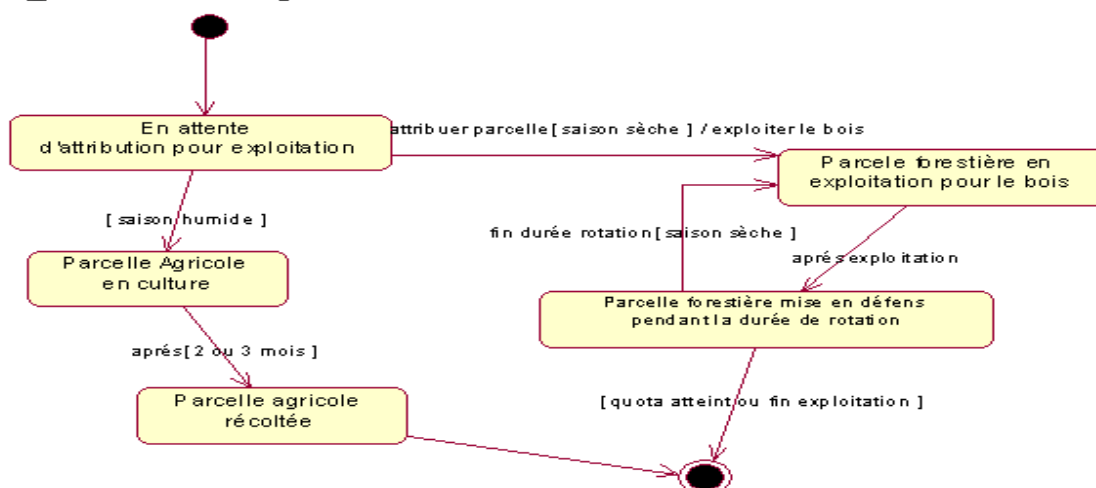 En attente
d'attribution pour exploitation
attribuer parcelle[ saison sèche ] / exploiter le bois
Parcele forestière en
exploitation pour le bois
[ saison humide ]
fin durée rotation[ saison sèche ]
aprés exploitation
Parcelle Agricole
en culture
Parcelle forestière mise en défens
pendant la durée de rotation
aprés[ 2 ou 3 mois ]
Parcelle agricole
récoltée
[ quota atteint ou fin exploitation ]